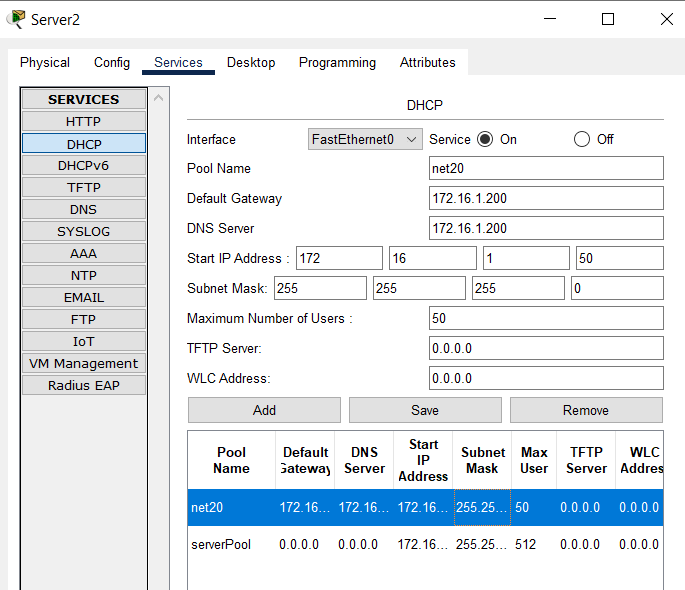 Server2
Physical Config Services Desktop Programming Attributes
SERVICES
HTTP
DHCP
DHCPv6
TFTP
DNS
SYSLOG
AAA
NTP
EMAIL
FTP
IoT
VM Management
Radius EAP
DHCP
Interface FastEthernet0 Service On Off
Pool Name net20
Default Gateway 172.16.1.200
DNS Server 172.16.1.200
Start IP Address : 172 16 1 50
Subnet Mask: 255 255 255 0
Maximum Number of Users : 50
TFTP Server: 0.0.0.0
WLC Address: 0.0.0.0
Add Save Remove
Pool Name Default Gateway DNS Server Start IP Address Subnet Mask Max User TFTP Server WLC Addres
net20 172.16... 172.16... 172.16... 255.25... 50 0.0.0.0 0.0.0.0
serverPool 0.0.0.0 0.0.0.0 172.16... 255.25... 512 0.0.0.0 0.0.0.0